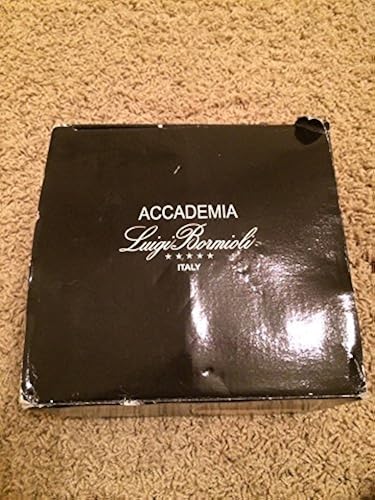 ACCADEMIA
Luigi Bormioli
★★★★★
ITALY